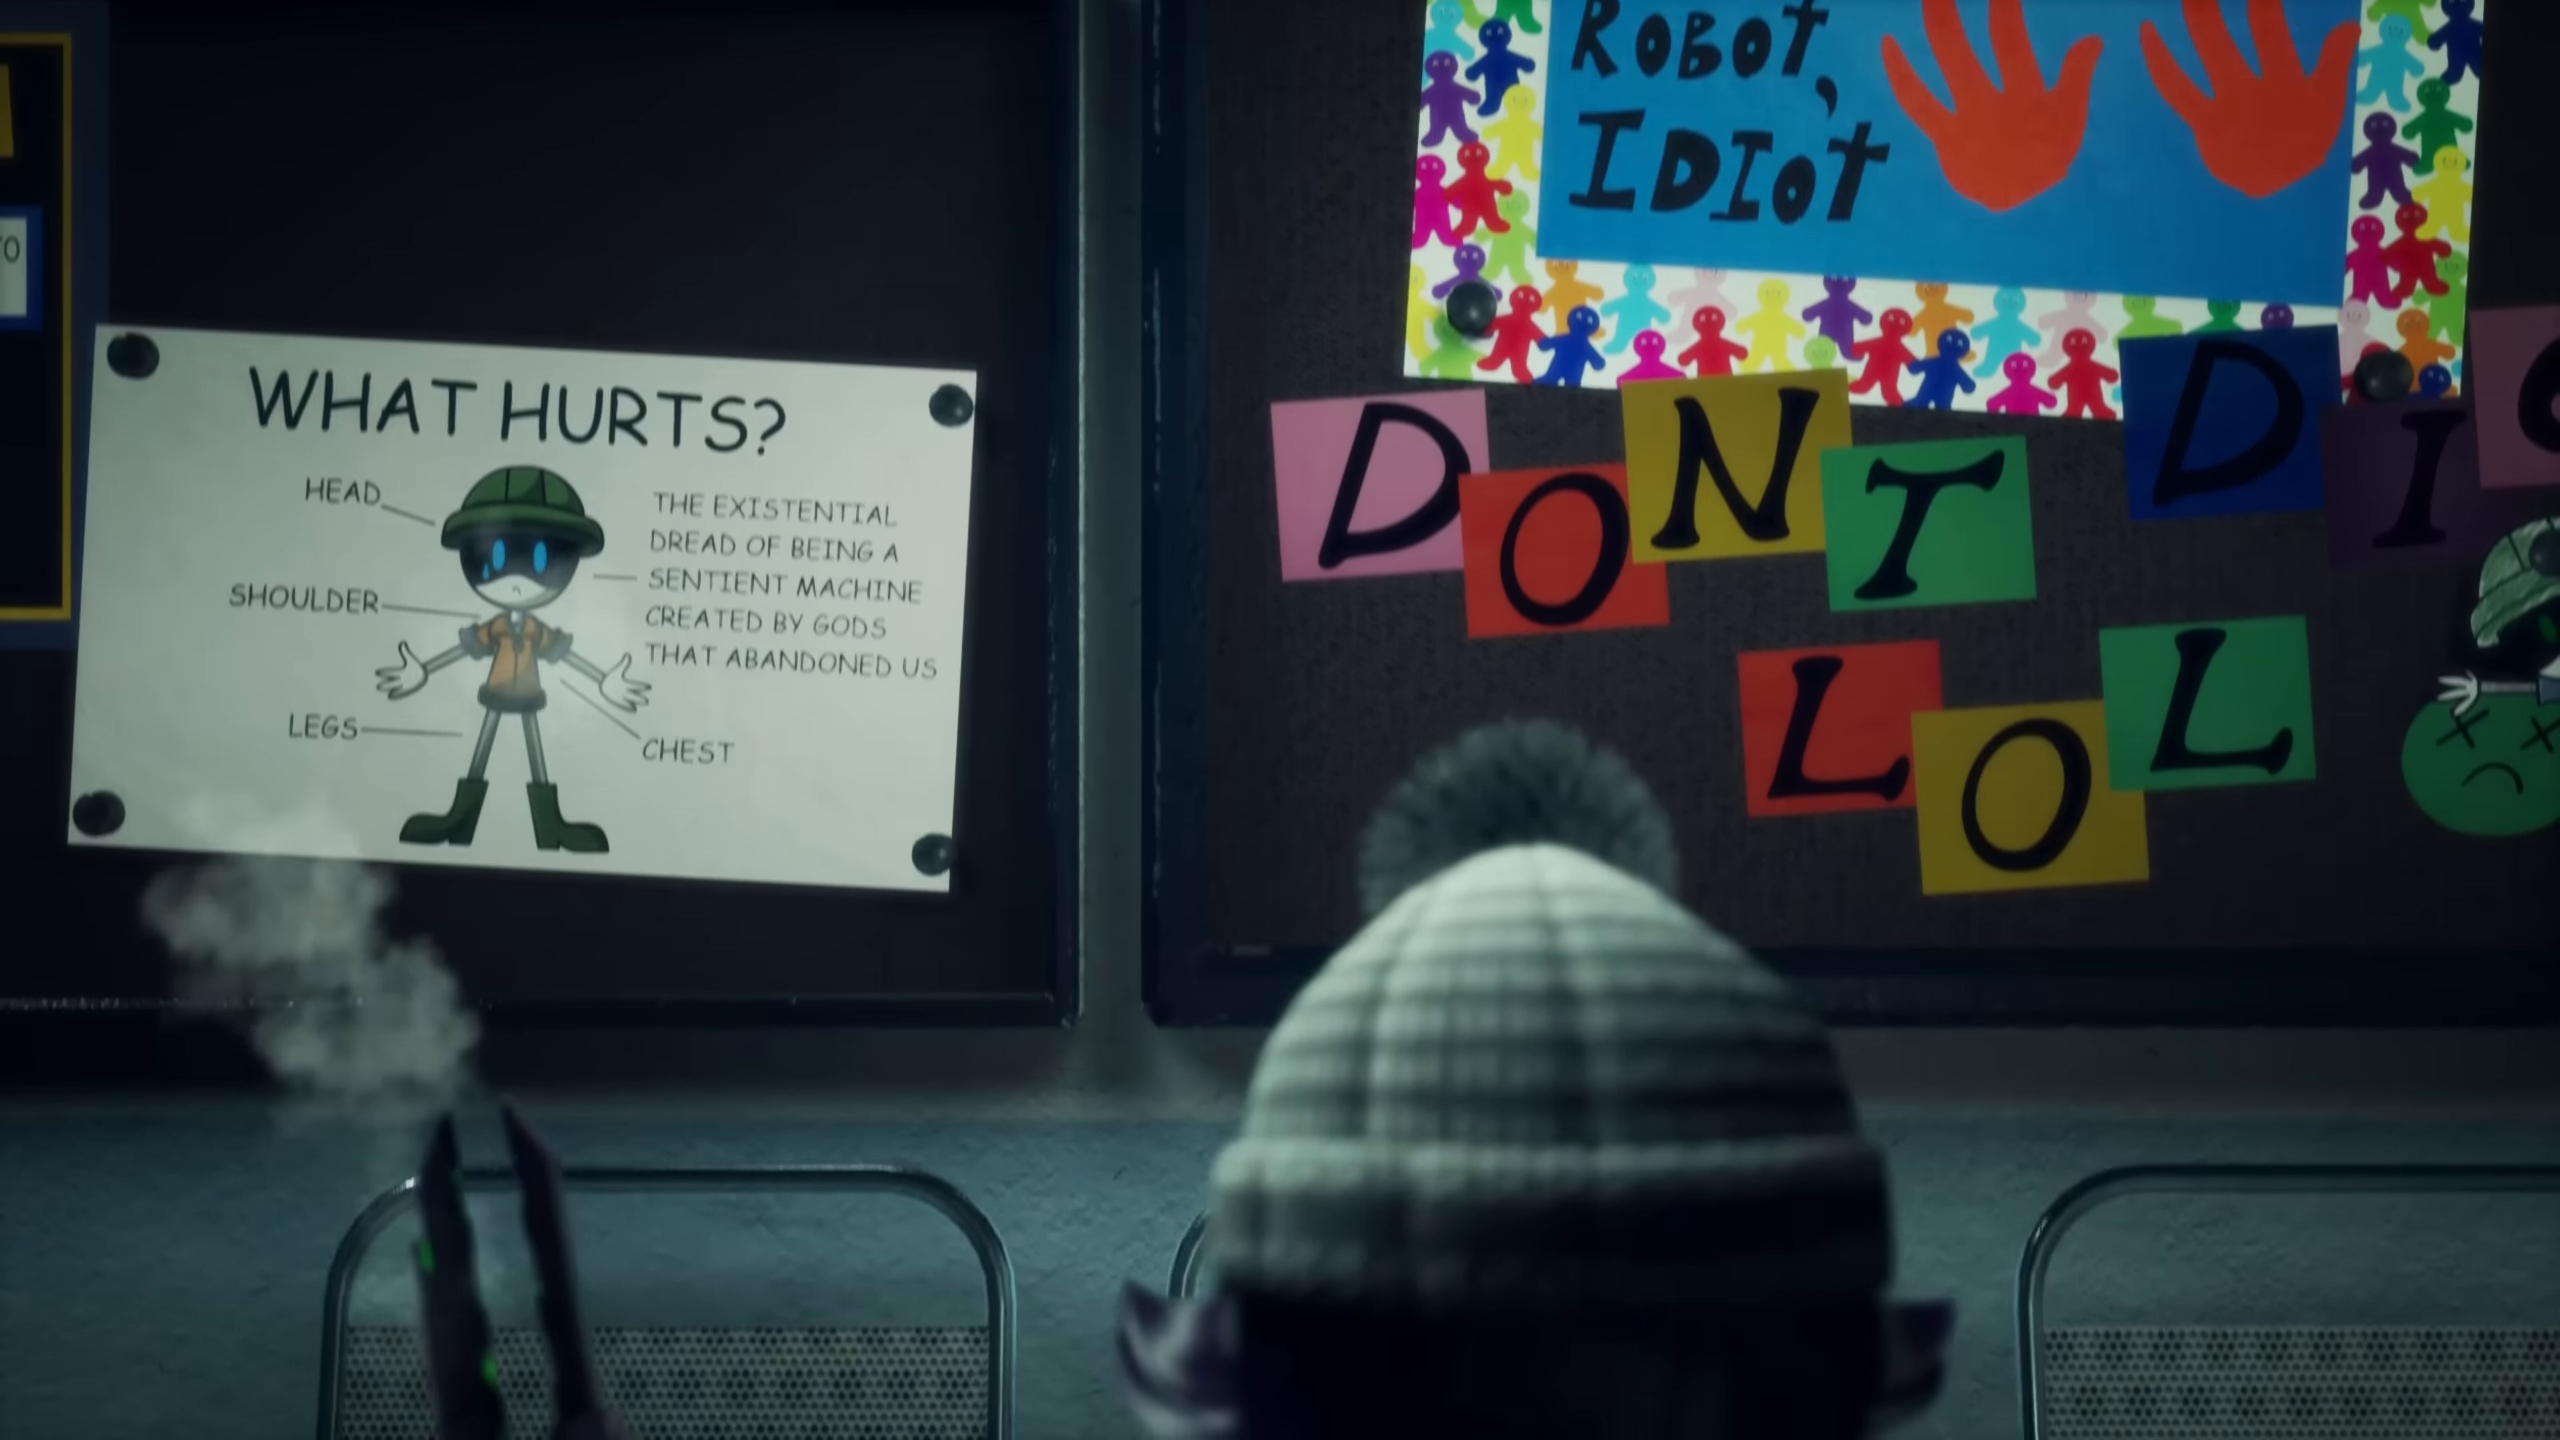 WHAT HURTS?
HEAD
SHOULDER
LEGS
THE EXISTENTIAL
DREAD OF BEING A
SENTIENT MACHINE
CREATED BY GODS
THAT ABANDONED US
CHEST
ROBOT,
IDIOT
DONT
LOL